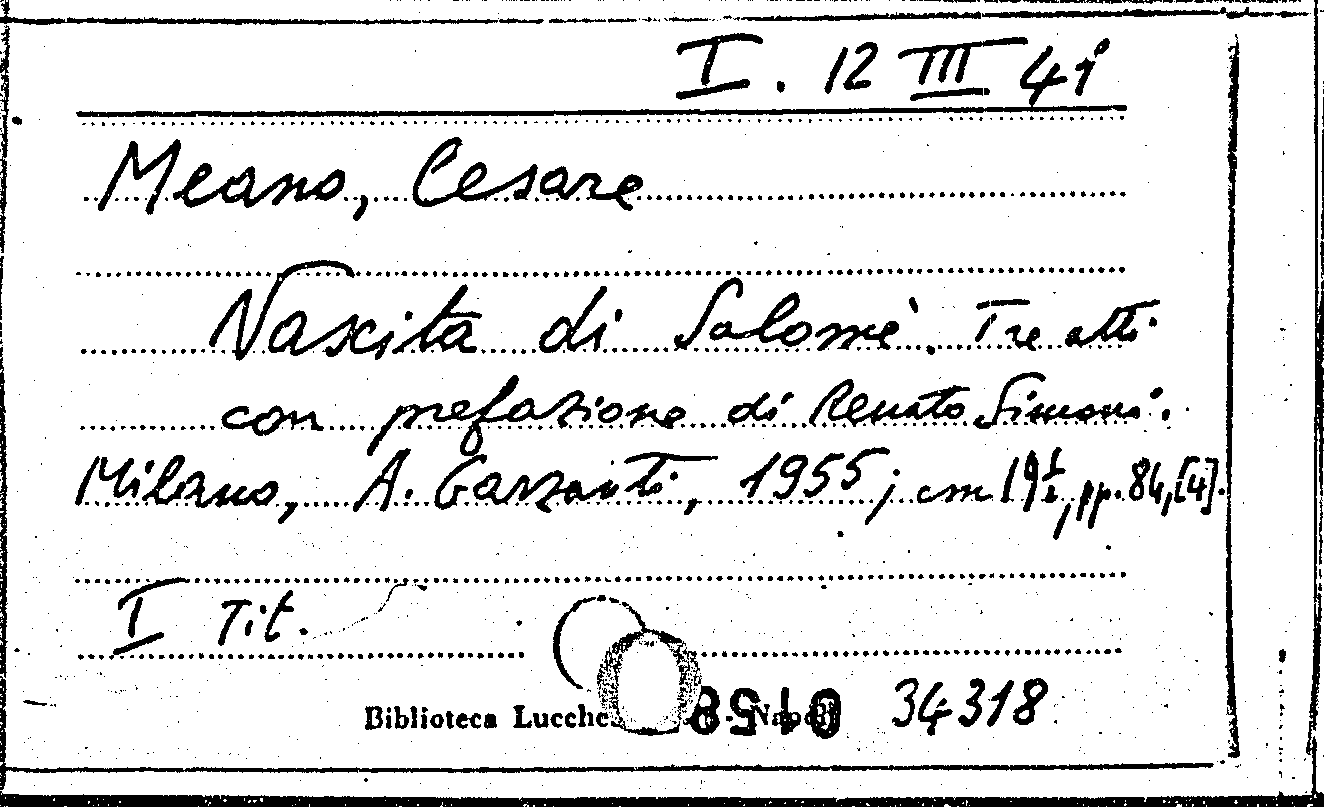 I. 12 III 41
Meano, Cesare
Nascita di Salomè. Tre atti
con prefazione di Renato Simoni.
Milano, A. Garzanti, 1955; cm 19½, pp. 84, [4].
I Tit.
Biblioteca Napoli 34318